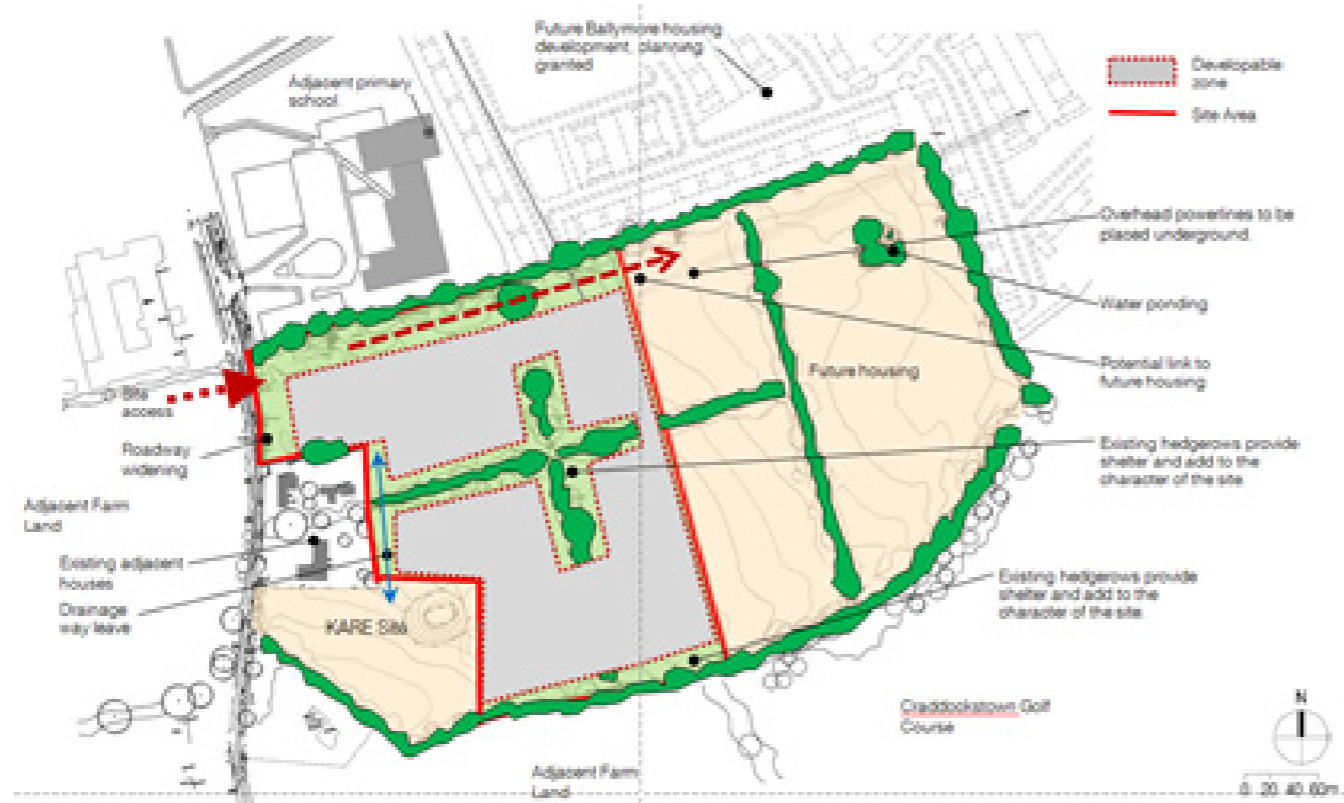 Future Ballymore housing
development, planning
granted
Developable
zone
Site Area
Adjacent primary
school
Overhead powerlines to be
placed underground.
Water ponding
Potential link to
future housing
Future housing
Site
access
Roadway
widening
Existing hedgerows provide
shelter and add to the
character of the site
Adjacent Farm
Land
Existing adjacent
houses
Drainage
way leave
KARE Site
Existing hedgerows provide
shelter and add to the
character of the site.
Craddockstown Golf
Course
Adjacent Farm
Land
N
0 20 40 60m